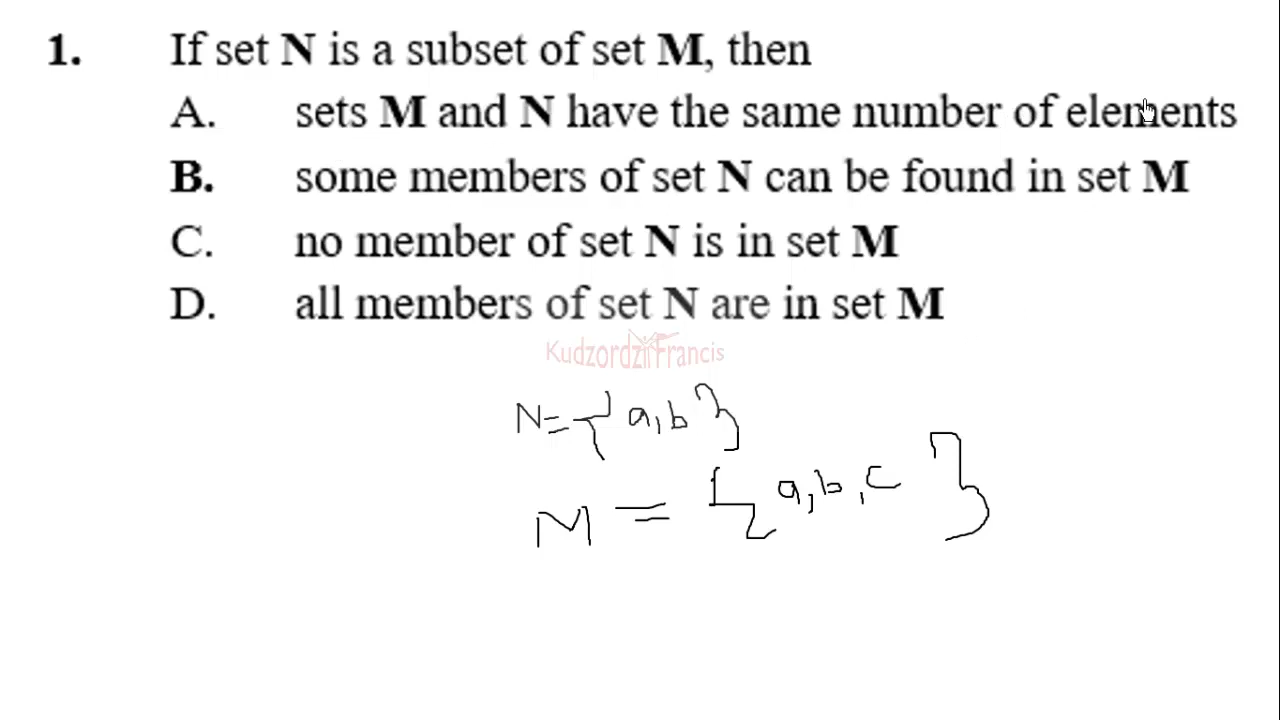 1. If set N is a subset of set M, then
A. sets M and N have the same number of elements
B. some members of set N can be found in set M
C. no member of set N is in set M
D. all members of set N are in set M
Kudzordzi Francis
N={a,b}
M = {a,b,c}